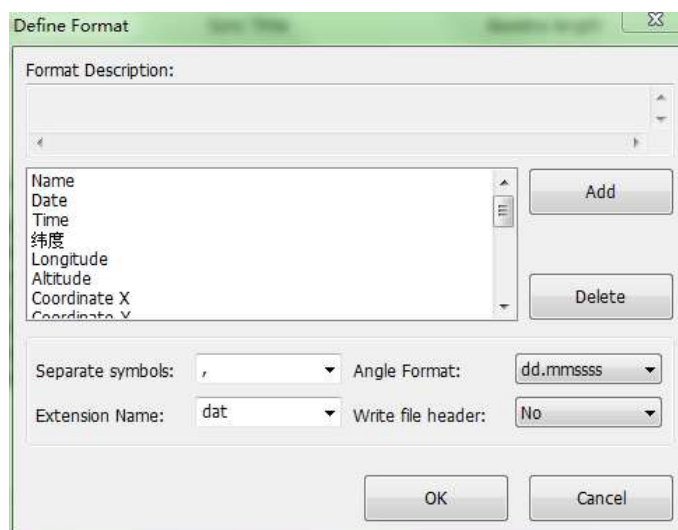 Define Format
Format Description:
Name
Date
Time
纬度
Longitude
Altitude
Coordinate X
Coordinate Y
Add
Delete
Separate symbols: , Angle Format: dd.mmssss
Extension Name: dat Write file header: No
OK Cancel